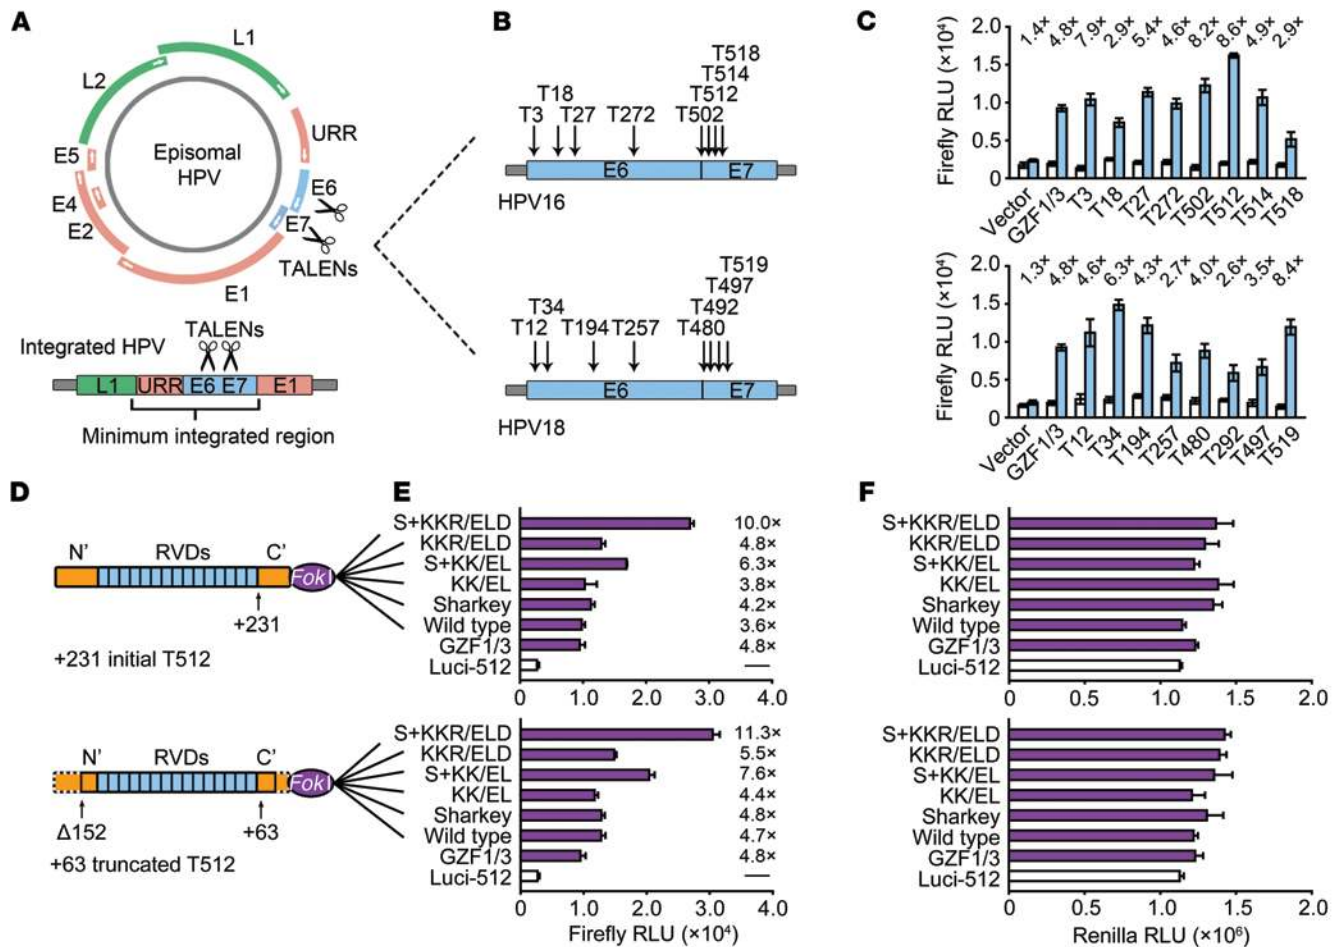 A
L1
L2
URR
E5
Episomal
HPV
E6
E4
E7
E2
TALENs
E1
TALENs
Integrated HPV
L1 URR E6 E7 E1
Minimum integrated region
B
T518
T514
T18 T512
T3 T27 T272 T502
E6 E7
HPV16
T519
T497
T34 T492
T12 T194 T257 T480
E6 E7
HPV18
C
Firefly RLU (×10⁴)
2.0
1.5
1.0
0.5
0
1.4× 4.8× 7.9× 2.9× 5.4× 4.6× 8.2× 8.6× 4.9× 2.9×
Vector GZF1/3 T3 T18 T27 T272 T502 T512 T514 T518
Firefly RLU (×10⁴)
2.0
1.5
1.0
0.5
0
1.3× 4.8× 4.6× 6.3× 4.3× 2.7× 4.0× 2.6× 3.5× 8.4×
Vector GZF1/3 T12 T34 T194 T257 T480 T292 T497 T519
D
N' RVDs C'
FokI
+231
+231 initial T512
N' RVDs C'
FokI
Δ152 +63
+63 truncated T512
E
S+KKR/ELD 10.0×
KKR/ELD 4.8×
S+KK/EL 6.3×
KK/EL 3.8×
Sharkey 4.2×
Wild type 3.6×
GZF1/3 4.8×
Luci-512 —
0 1.0 2.0 3.0 4.0
S+KKR/ELD 11.3×
KKR/ELD 5.5×
S+KK/EL 7.6×
KK/EL 4.4×
Sharkey 4.8×
Wild type 4.7×
GZF1/3 4.8×
Luci-512 —
0 1.0 2.0 3.0 4.0
Firefly RLU (×10⁴)
F
S+KKR/ELD
KKR/ELD
S+KK/EL
KK/EL
Sharkey
Wild type
GZF1/3
Luci-512
0 0.5 1.0 1.5 2.0
S+KKR/ELD
KKR/ELD
S+KK/EL
KK/EL
Sharkey
Wild type
GZF1/3
Luci-512
0 0.5 1.0 1.5 2.0
Renilla RLU (×10⁶)